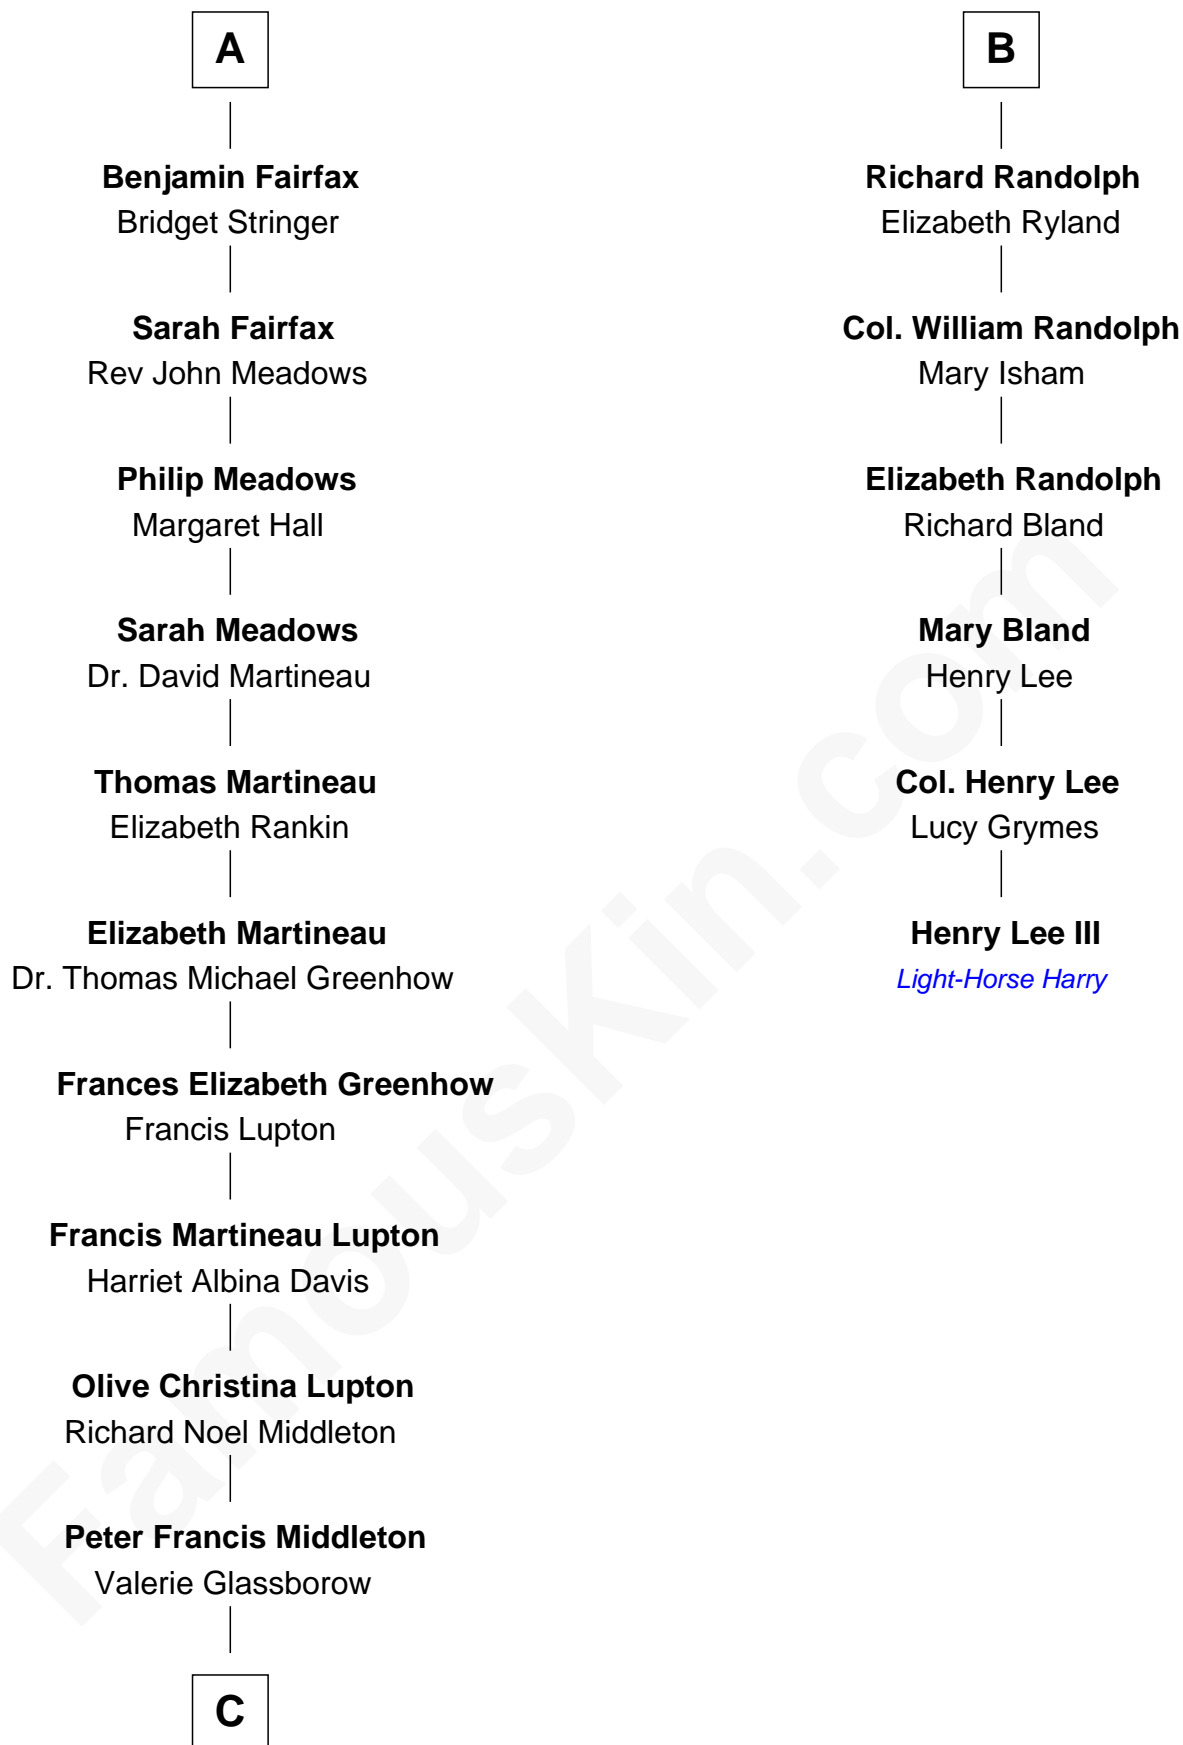 A
Benjamin Fairfax
Bridget Stringer
Sarah Fairfax
Rev John Meadows
Philip Meadows
Margaret Hall
Sarah Meadows
Dr. David Martineau
Thomas Martineau
Elizabeth Rankin
Elizabeth Martineau
Dr. Thomas Michael Greenhow
Frances Elizabeth Greenhow
Francis Lupton
Francis Martineau Lupton
Harriet Albina Davis
Olive Christina Lupton
Richard Noel Middleton
Peter Francis Middleton
Valerie Glassborow
C
B
Richard Randolph
Elizabeth Ryland
Col. William Randolph
Mary Isham
Elizabeth Randolph
Richard Bland
Mary Bland
Henry Lee
Col. Henry Lee
Lucy Grymes
Henry Lee III
Light-Horse Harry
FamousKin.com